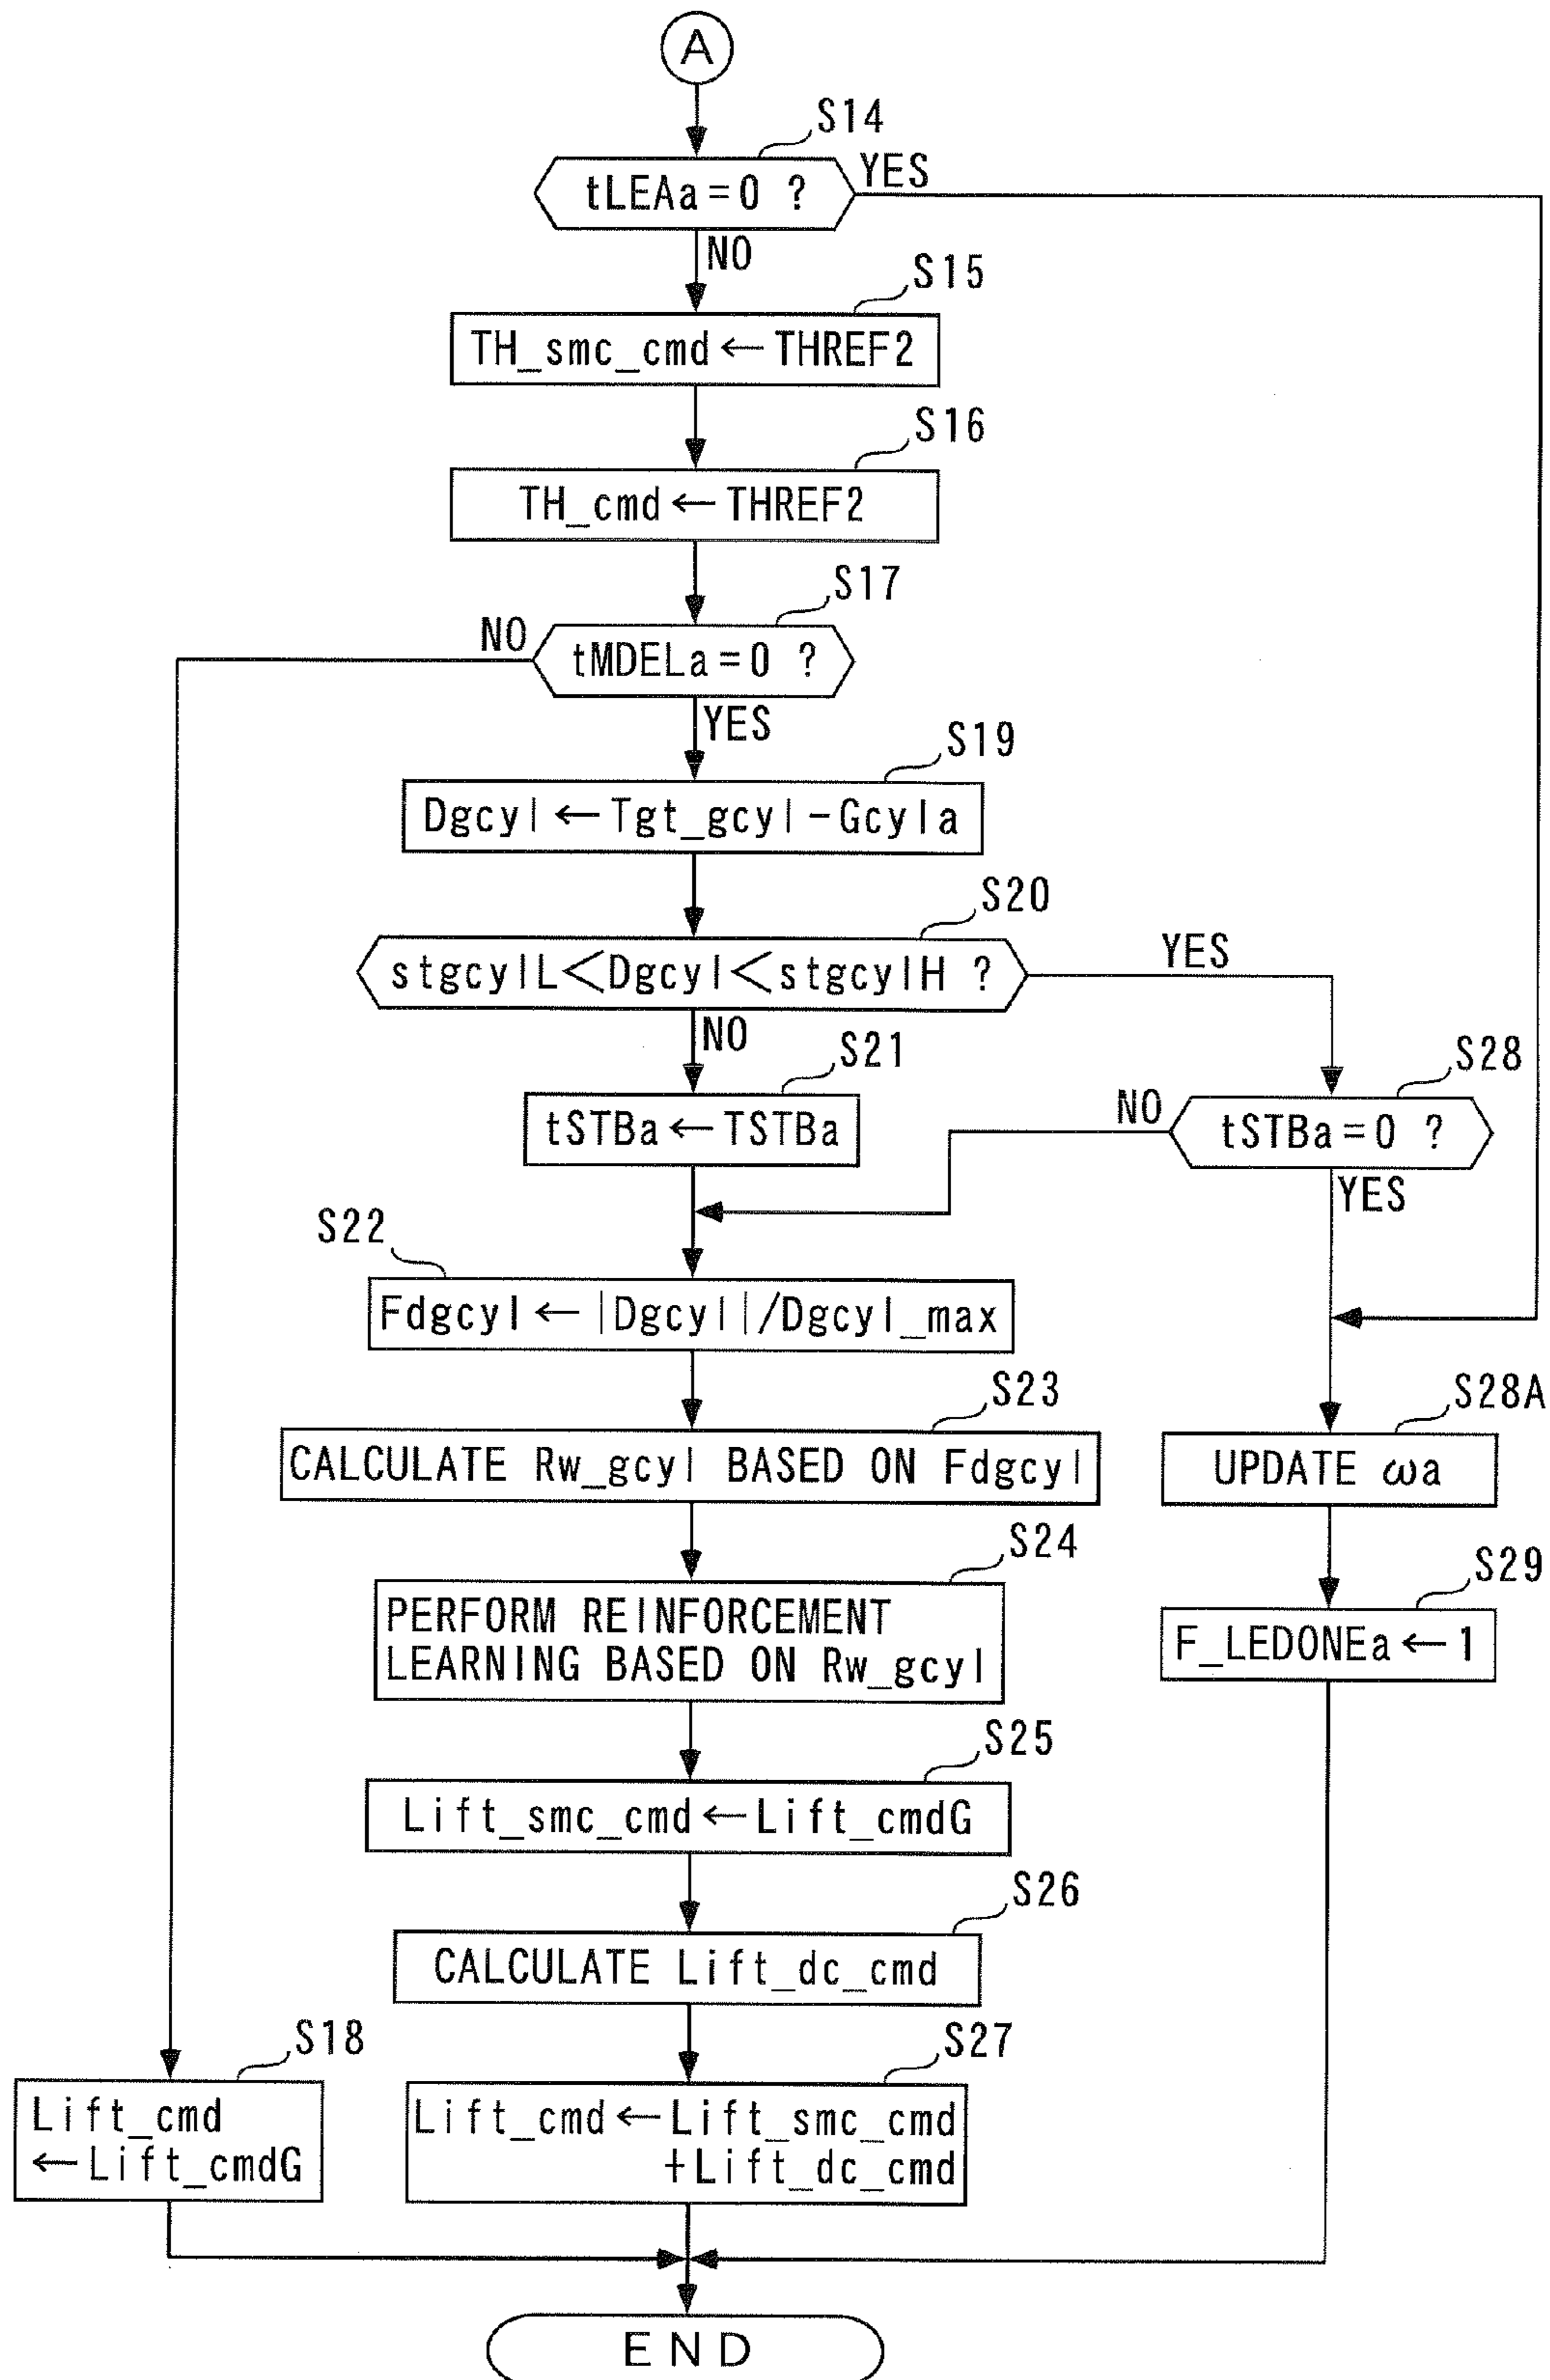 A
S14
tLEAa=0 ?
YES
NO
S15
TH_smc_cmd←THREF2
S16
TH_cmd←THREF2
S17
NO
tMDELa=0 ?
YES
S19
Dgcyl←Tgt_gcyl-Gcyla
S20
stgcylL<Dgcyl<stgcylH ?
YES
NO
S21
tSTBa←TSTBa
S28
NO
tSTBa=0 ?
YES
S22
Fdgcyl←|Dgcyl|/Dgcyl_max
S23
CALCULATE Rw_gcyl BASED ON Fdgcyl
S28A
UPDATE ωa
S24
PERFORM REINFORCEMENT
LEARNING BASED ON Rw_gcyl
S29
F_LEDONEa←1
S25
Lift_smc_cmd←Lift_cmdG
S26
CALCULATE Lift_dc_cmd
S18
Lift_cmd
←Lift_cmdG
S27
Lift_cmd←Lift_smc_cmd
+Lift_dc_cmd
END